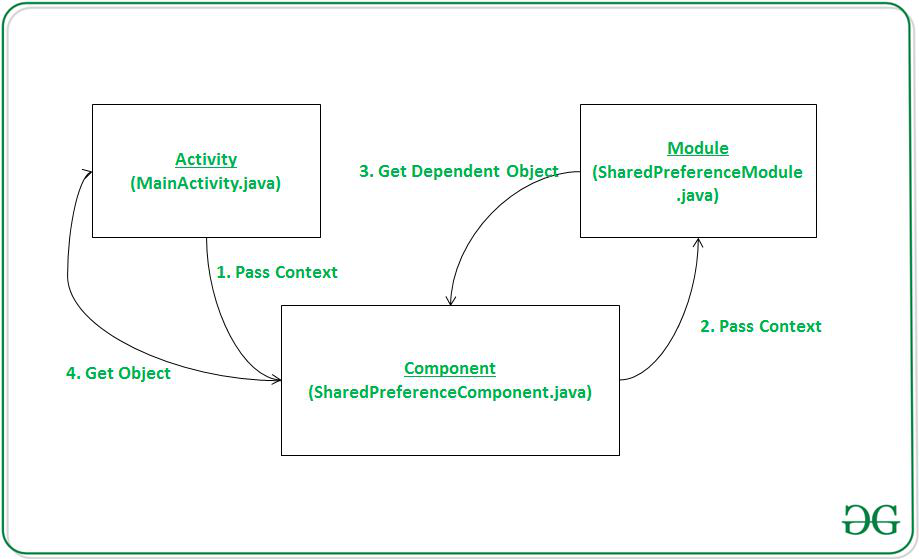 Activity
(MainActivity.java)
Module
(SharedPreferenceModule
.java)
3. Get Dependent Object
1. Pass Context
2. Pass Context
Component
(SharedPreferenceComponent.java)
4. Get Object